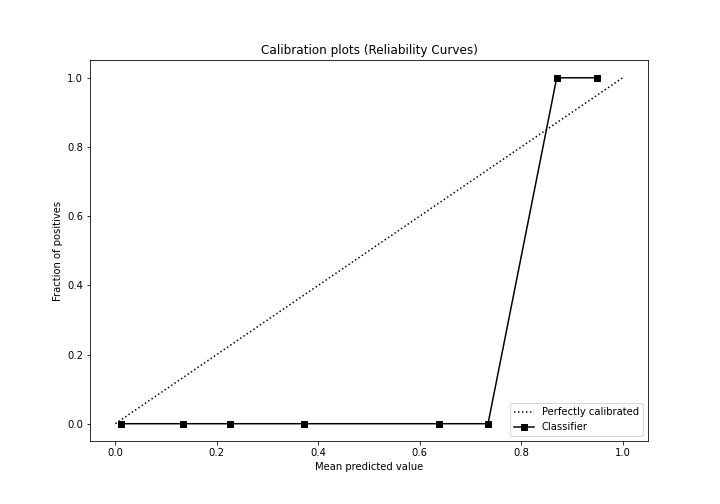 Calibration plots (Reliability Curves)
1.0
0.8
0.6
0.4
0.2
0.0
Fraction of positives
Perfectly calibrated
Classifier
0.0 0.2 0.4 0.6 0.8 1.0
Mean predicted value